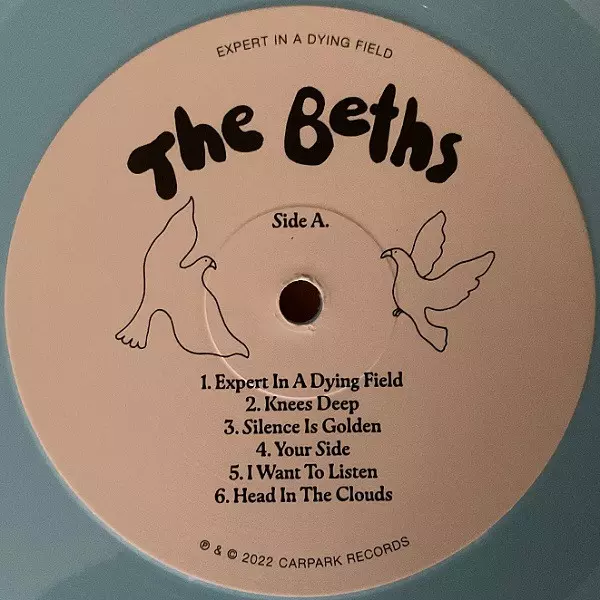 EXPERT IN A DYING FIELD
The Beths
Side A.
1. Expert In A Dying Field
2. Knees Deep
3. Silence Is Golden
4. Your Side
5. I Want To Listen
6. Head In The Clouds
℗ & © 2022 CARPARK RECORDS